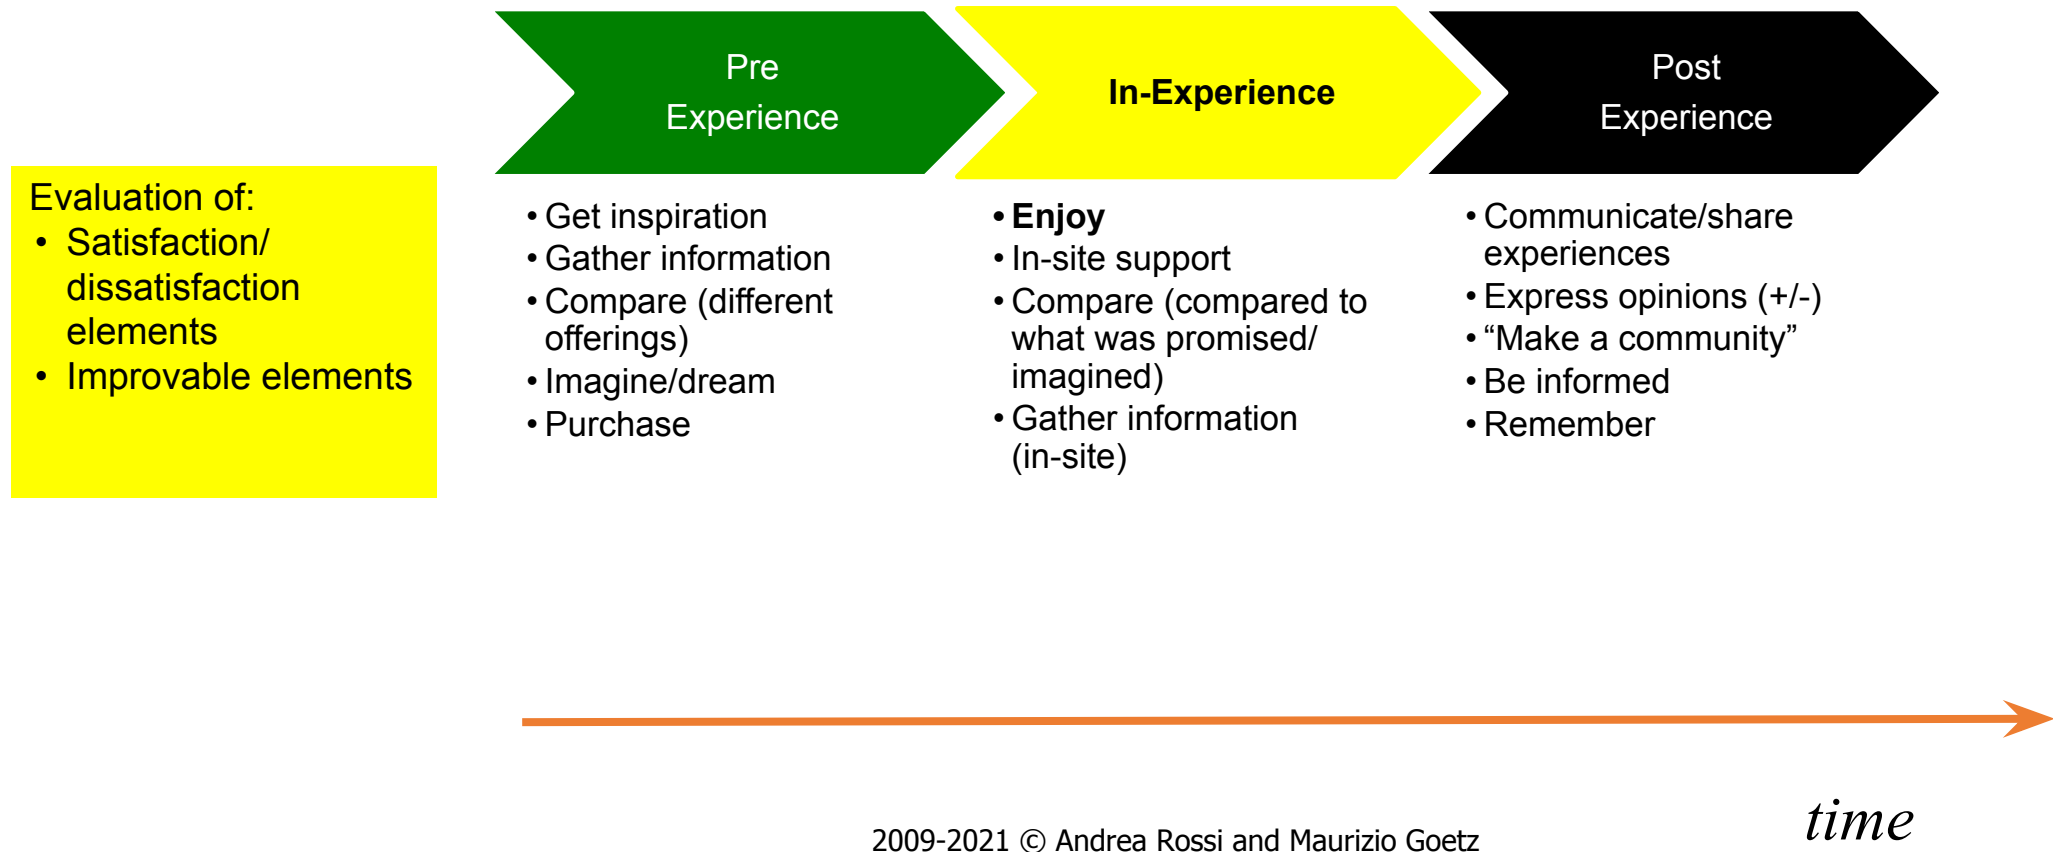 Pre
Experience
In-Experience
Post
Experience
Evaluation of:
• Satisfaction/
dissatisfaction
elements
• Improvable elements
• Get inspiration
• Gather information
• Compare (different
offerings)
• Imagine/dream
• Purchase
• Enjoy
• In-site support
• Compare (compared to
what was promised/
imagined)
• Gather information
(in-site)
• Communicate/share
experiences
• Express opinions (+/-)
• “Make a community”
• Be informed
• Remember
time
2009-2021 © Andrea Rossi and Maurizio Goetz